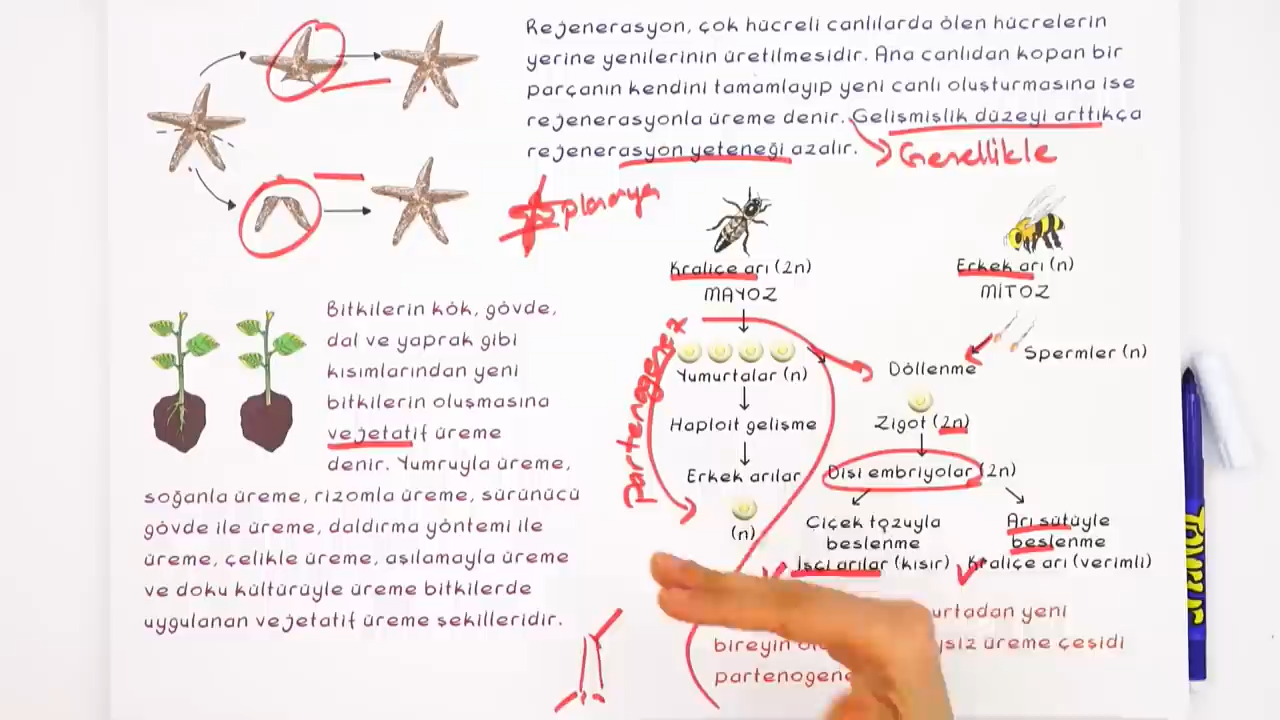 Rejenerasyon, çok hücreli canlılarda ölen hücrelerin
yerine yenilerinin üretilmesidir. Ana canlıdan kopan bir
parçanın kendini tamamlayıp yeni canlı oluşturmasına ise
rejenerasyonla üreme denir. Gelişmişlik düzeyi arttıkça
rejenerasyon yeteneği azalır.
Genellikle
planarya
Bitkilerin kök, gövde,
dal ve yaprak gibi
kısımlarından yeni
bitkilerin oluşmasına
vejetatif üreme
denir. Yumruyla üreme,
soğanla üreme, rizomla üreme, sürünücü
gövde ile üreme, daldırma yöntemi ile
üreme, çelikle üreme, aşılamayla üreme
ve doku kültürüyle üreme bitkilerde
uygulanan vejetatif üreme şekilleridir.
Kraliçe arı (2n)
MAYOZ
Yumurtalar (n)
Haploit gelişme
Erkek arılar
(n)
partenogenez
Erkek arı (n)
MİTOZ
Spermler (n)
Döllenme
Zigot (2n)
Dişi embriyolar (2n)
Çiçek tozuyla
beslenme
İşçi arılar (kısır)
Arı sütüyle
beslenme
Kraliçe arı (verimli)
yeni
bireyin üreme çeşidi